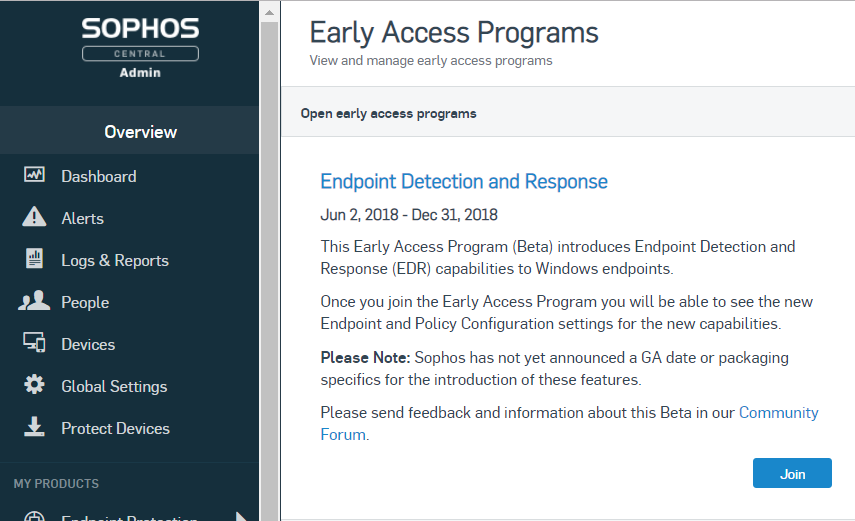 SOPHOS
CENTRAL
Admin
Overview
Dashboard
Alerts
Logs & Reports
People
Devices
Global Settings
Protect Devices
MY PRODUCTS
Endpoint Protection
Early Access Programs
View and manage early access programs
Open early access programs
Endpoint Detection and Response
Jun 2, 2018 - Dec 31, 2018
This Early Access Program (Beta) introduces Endpoint Detection and
Response (EDR) capabilities to Windows endpoints.
Once you join the Early Access Program you will be able to see the new
Endpoint and Policy Configuration settings for the new capabilities.
Please Note: Sophos has not yet announced a GA date or packaging
specifics for the introduction of these features.
Please send feedback and information about this Beta in our Community
Forum.
Join